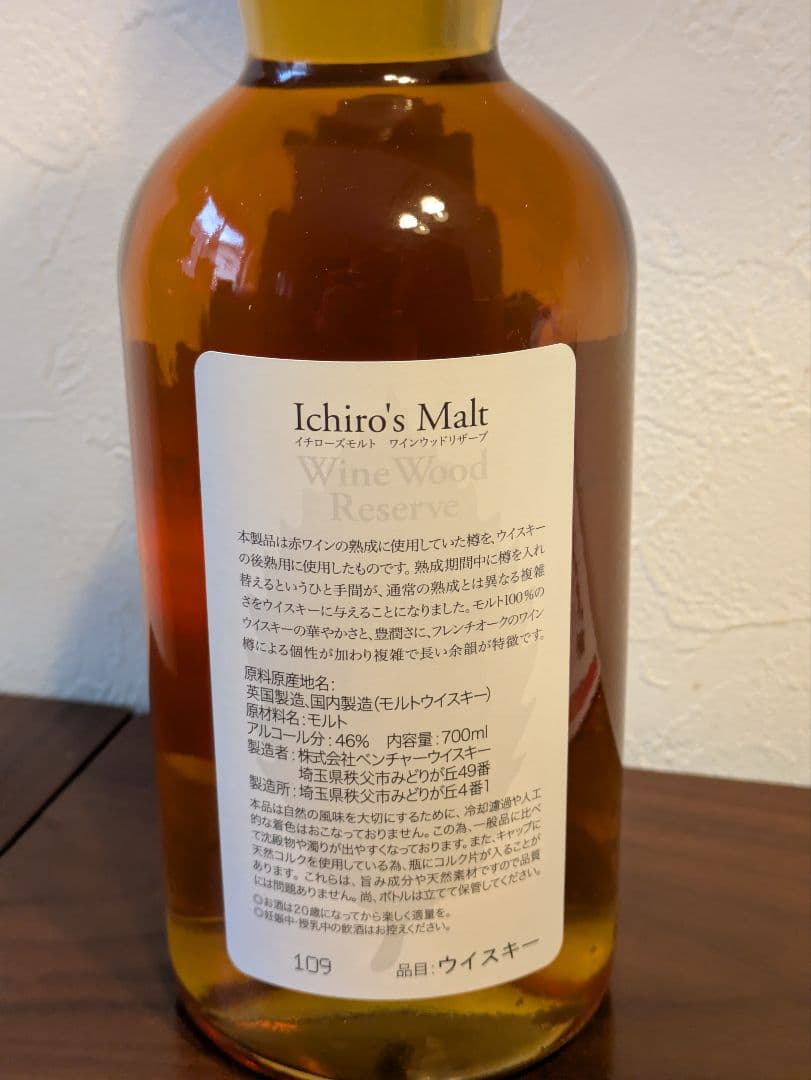 Ichiro's Malt
イチローズモルト ワインウッドリザーブ
Wine Wood
Reserve
本製品は赤ワインの熟成に使用していた樽を、ウイスキー
の後熟用に使用したものです。熟成期間中に樽を入れ
替えるというひと手間が、通常の熟成とは異なる複雑
さをウイスキーに与えることになりました。モルト100%の
ウイスキーの華やかさと、豊潤さに、フレンチオークのワイン
樽による個性が加わり複雑で長い余韻が特徴です。
原料原産地名:
英国製造、国内製造(モルトウイスキー)
原材料名:モルト
アルコール分:46% 内容量:700ml
製造者:株式会社ベンチャーウイスキー
埼玉県秩父市みどりが丘49番
製造所:埼玉県秩父市みどりが丘4番1
本品は自然の風味を大切にするために、冷却濾過や人工
的な着色はおこなっておりません。この為、一般品に比べ
て沈殿物や濁りが出やすくなっております。また、キャップに
天然コルクを使用している為、瓶にコルク片が入ることが
あります。これらは、旨み成分や天然素材ですので品質
には問題ありません。尚、ボトルは立てて保管してください。
◎お酒は20歳になってから楽しく適量を。
◎妊娠中・授乳中の飲酒はお控えください。
109 品目:ウイスキー